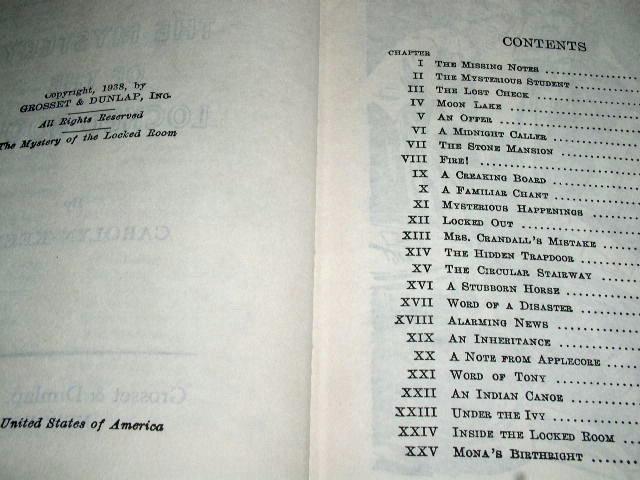 Copyright, 1938, by
GROSSET & DUNLAP, INC.
All Rights Reserved
The Mystery of the Locked Room
United States of America
CONTENTS
CHAPTER
I THE MISSING NOTES
II THE MYSTERIOUS STUDENT
III THE LOST CHECK
IV MOON LAKE
V AN OFFER
VI A MIDNIGHT CALLER
VII THE STONE MANSION
VIII FIRE!
IX A CREAKING BOARD
X A FAMILIAR CHANT
XI MYSTERIOUS HAPPENINGS
XII LOCKED OUT
XIII MRS. CRANDALL'S MISTAKE
XIV THE HIDDEN TRAPDOOR
XV THE CIRCULAR STAIRWAY
XVI A STUBBORN HORSE
XVII WORD OF A DISASTER
XVIII ALARMING NEWS
XIX AN INHERITANCE
XX A NOTE FROM APPLECORE
XXI WORD OF TONY
XXII AN INDIAN CANOE
XXIII UNDER THE IVY
XXIV INSIDE THE LOCKED ROOM
XXV MONA'S BIRTHRIGHT